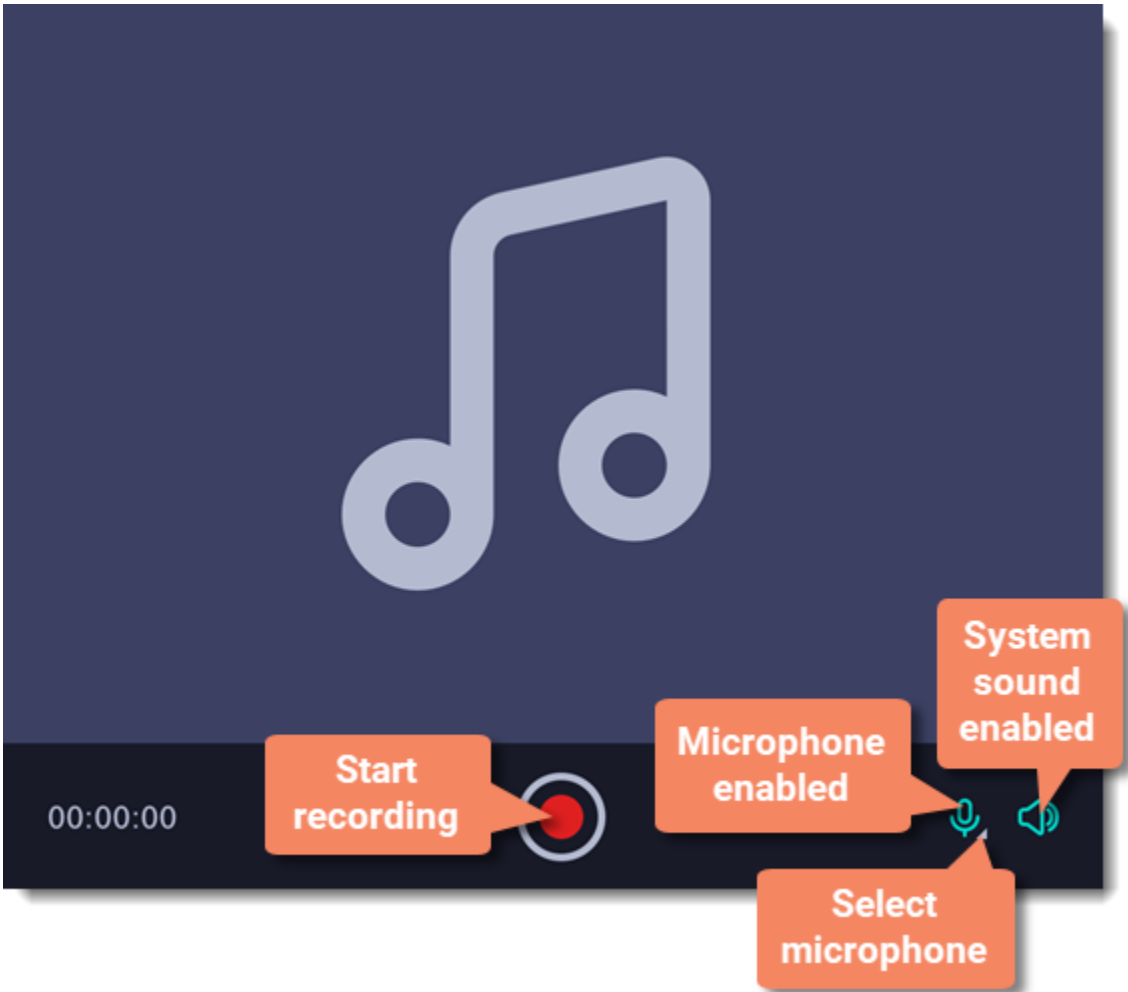 System
sound
enabled
Microphone
enabled
Start
recording
00:00:00
Select
microphone